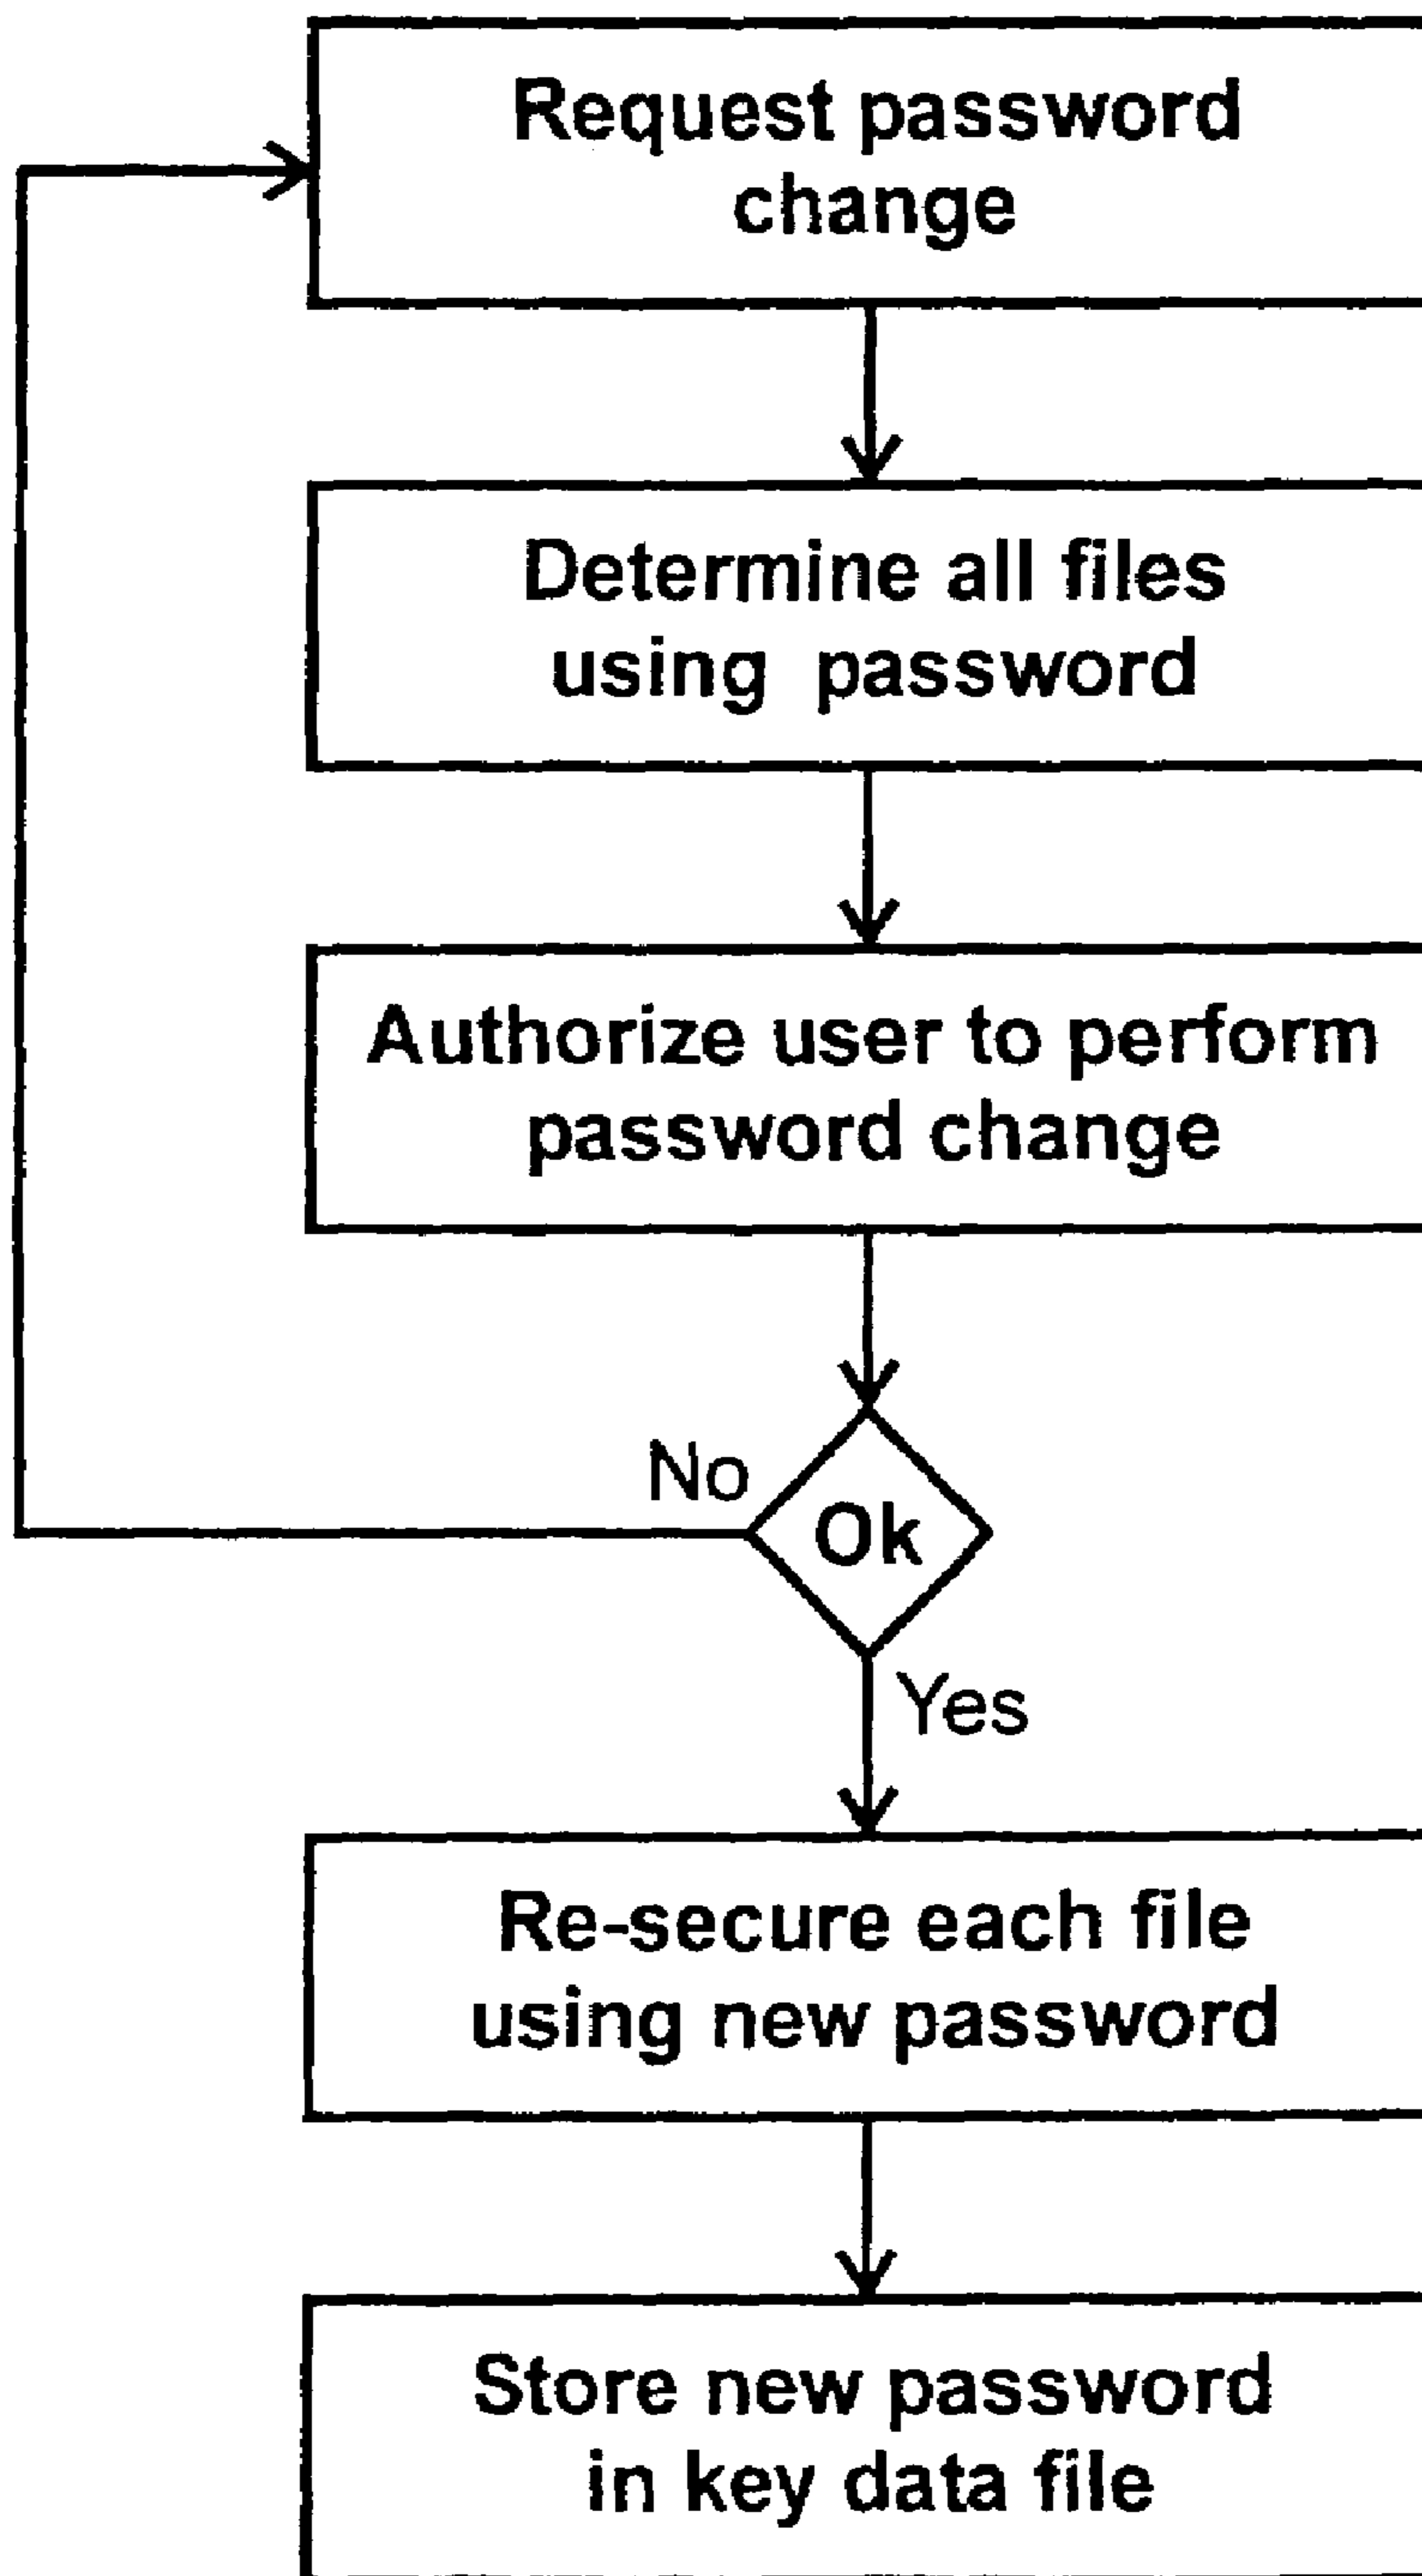 Request password
change
Determine all files
using password
Authorize user to perform
password change
No
Ok
Yes
Re-secure each file
using new password
Store new password
in key data file